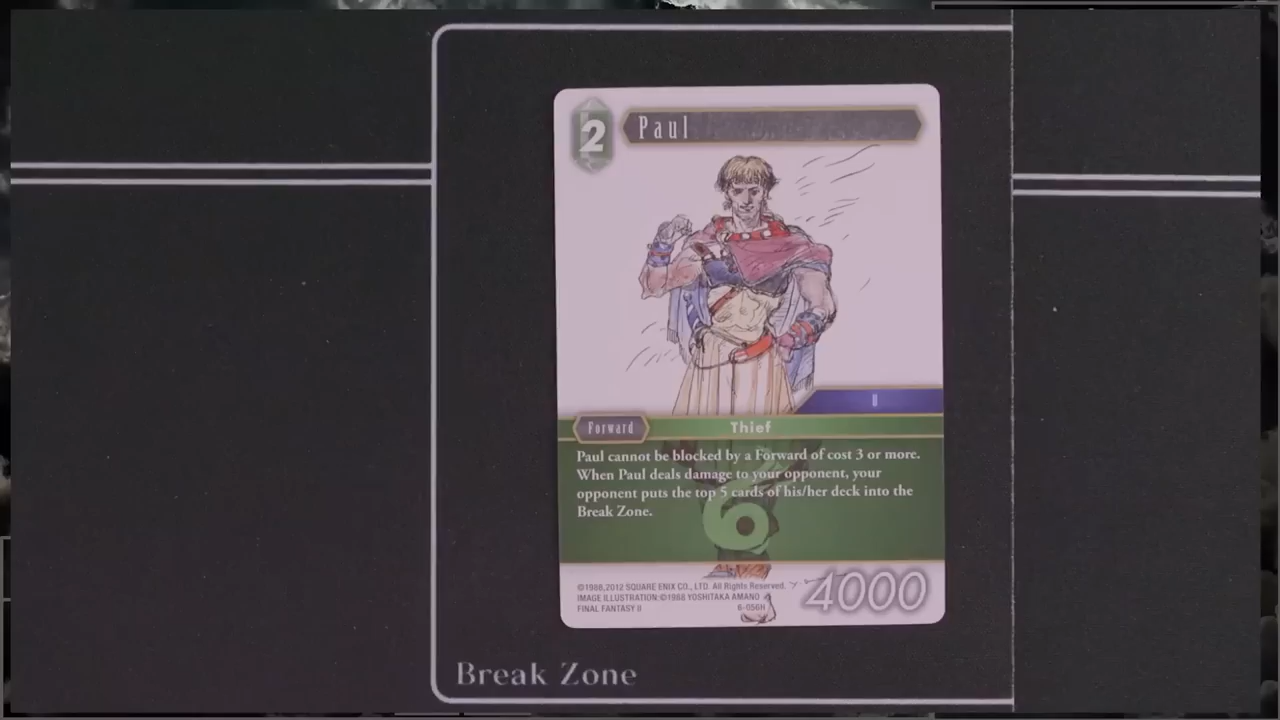 2
Paul
II
Forward
Thief
Paul cannot be blocked by a Forward of cost 3 or more.
When Paul deals damage to your opponent, your
opponent puts the top 5 cards of his/her deck into the
Break Zone.
6
©1988,2012 SQUARE ENIX CO., LTD. All Rights Reserved.
IMAGE ILLUSTRATION:©1988 YOSHITAKA AMANO
FINAL FANTASY II
6-056H
4000
Break Zone